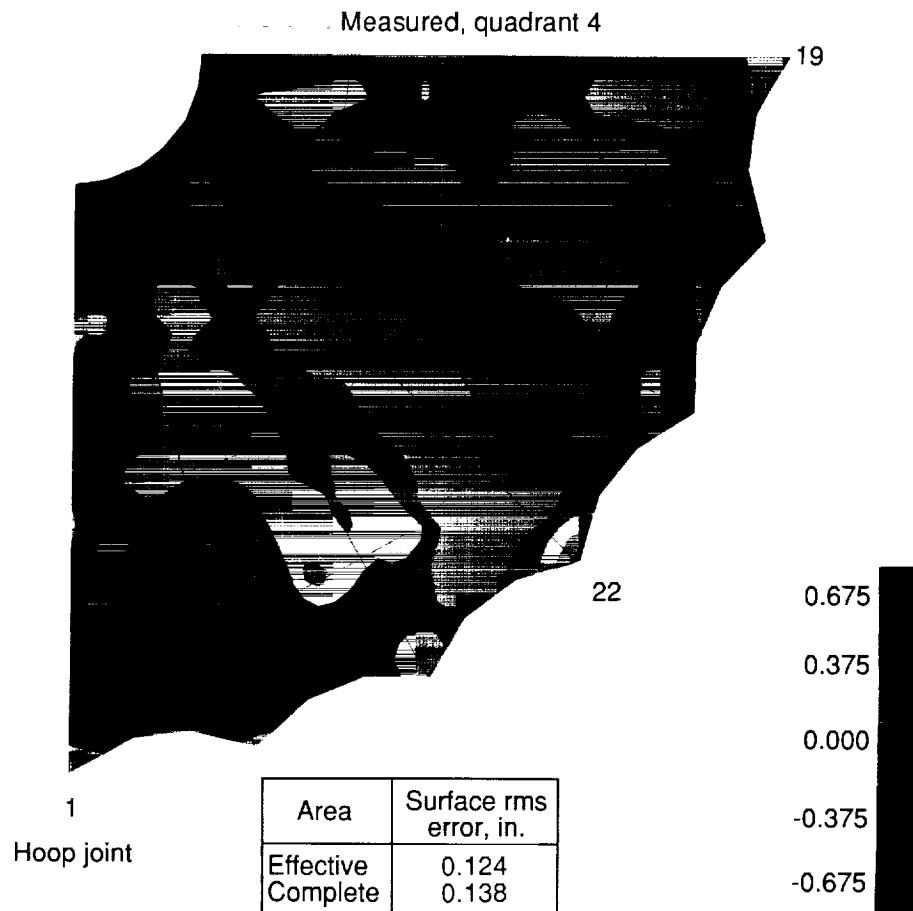 Measured, quadrant 4
19
22
0.675
0.375
0.000
-0.375
-0.675
1
Hoop joint
Area Surface rms error, in.
Effective 0.124
Complete 0.138